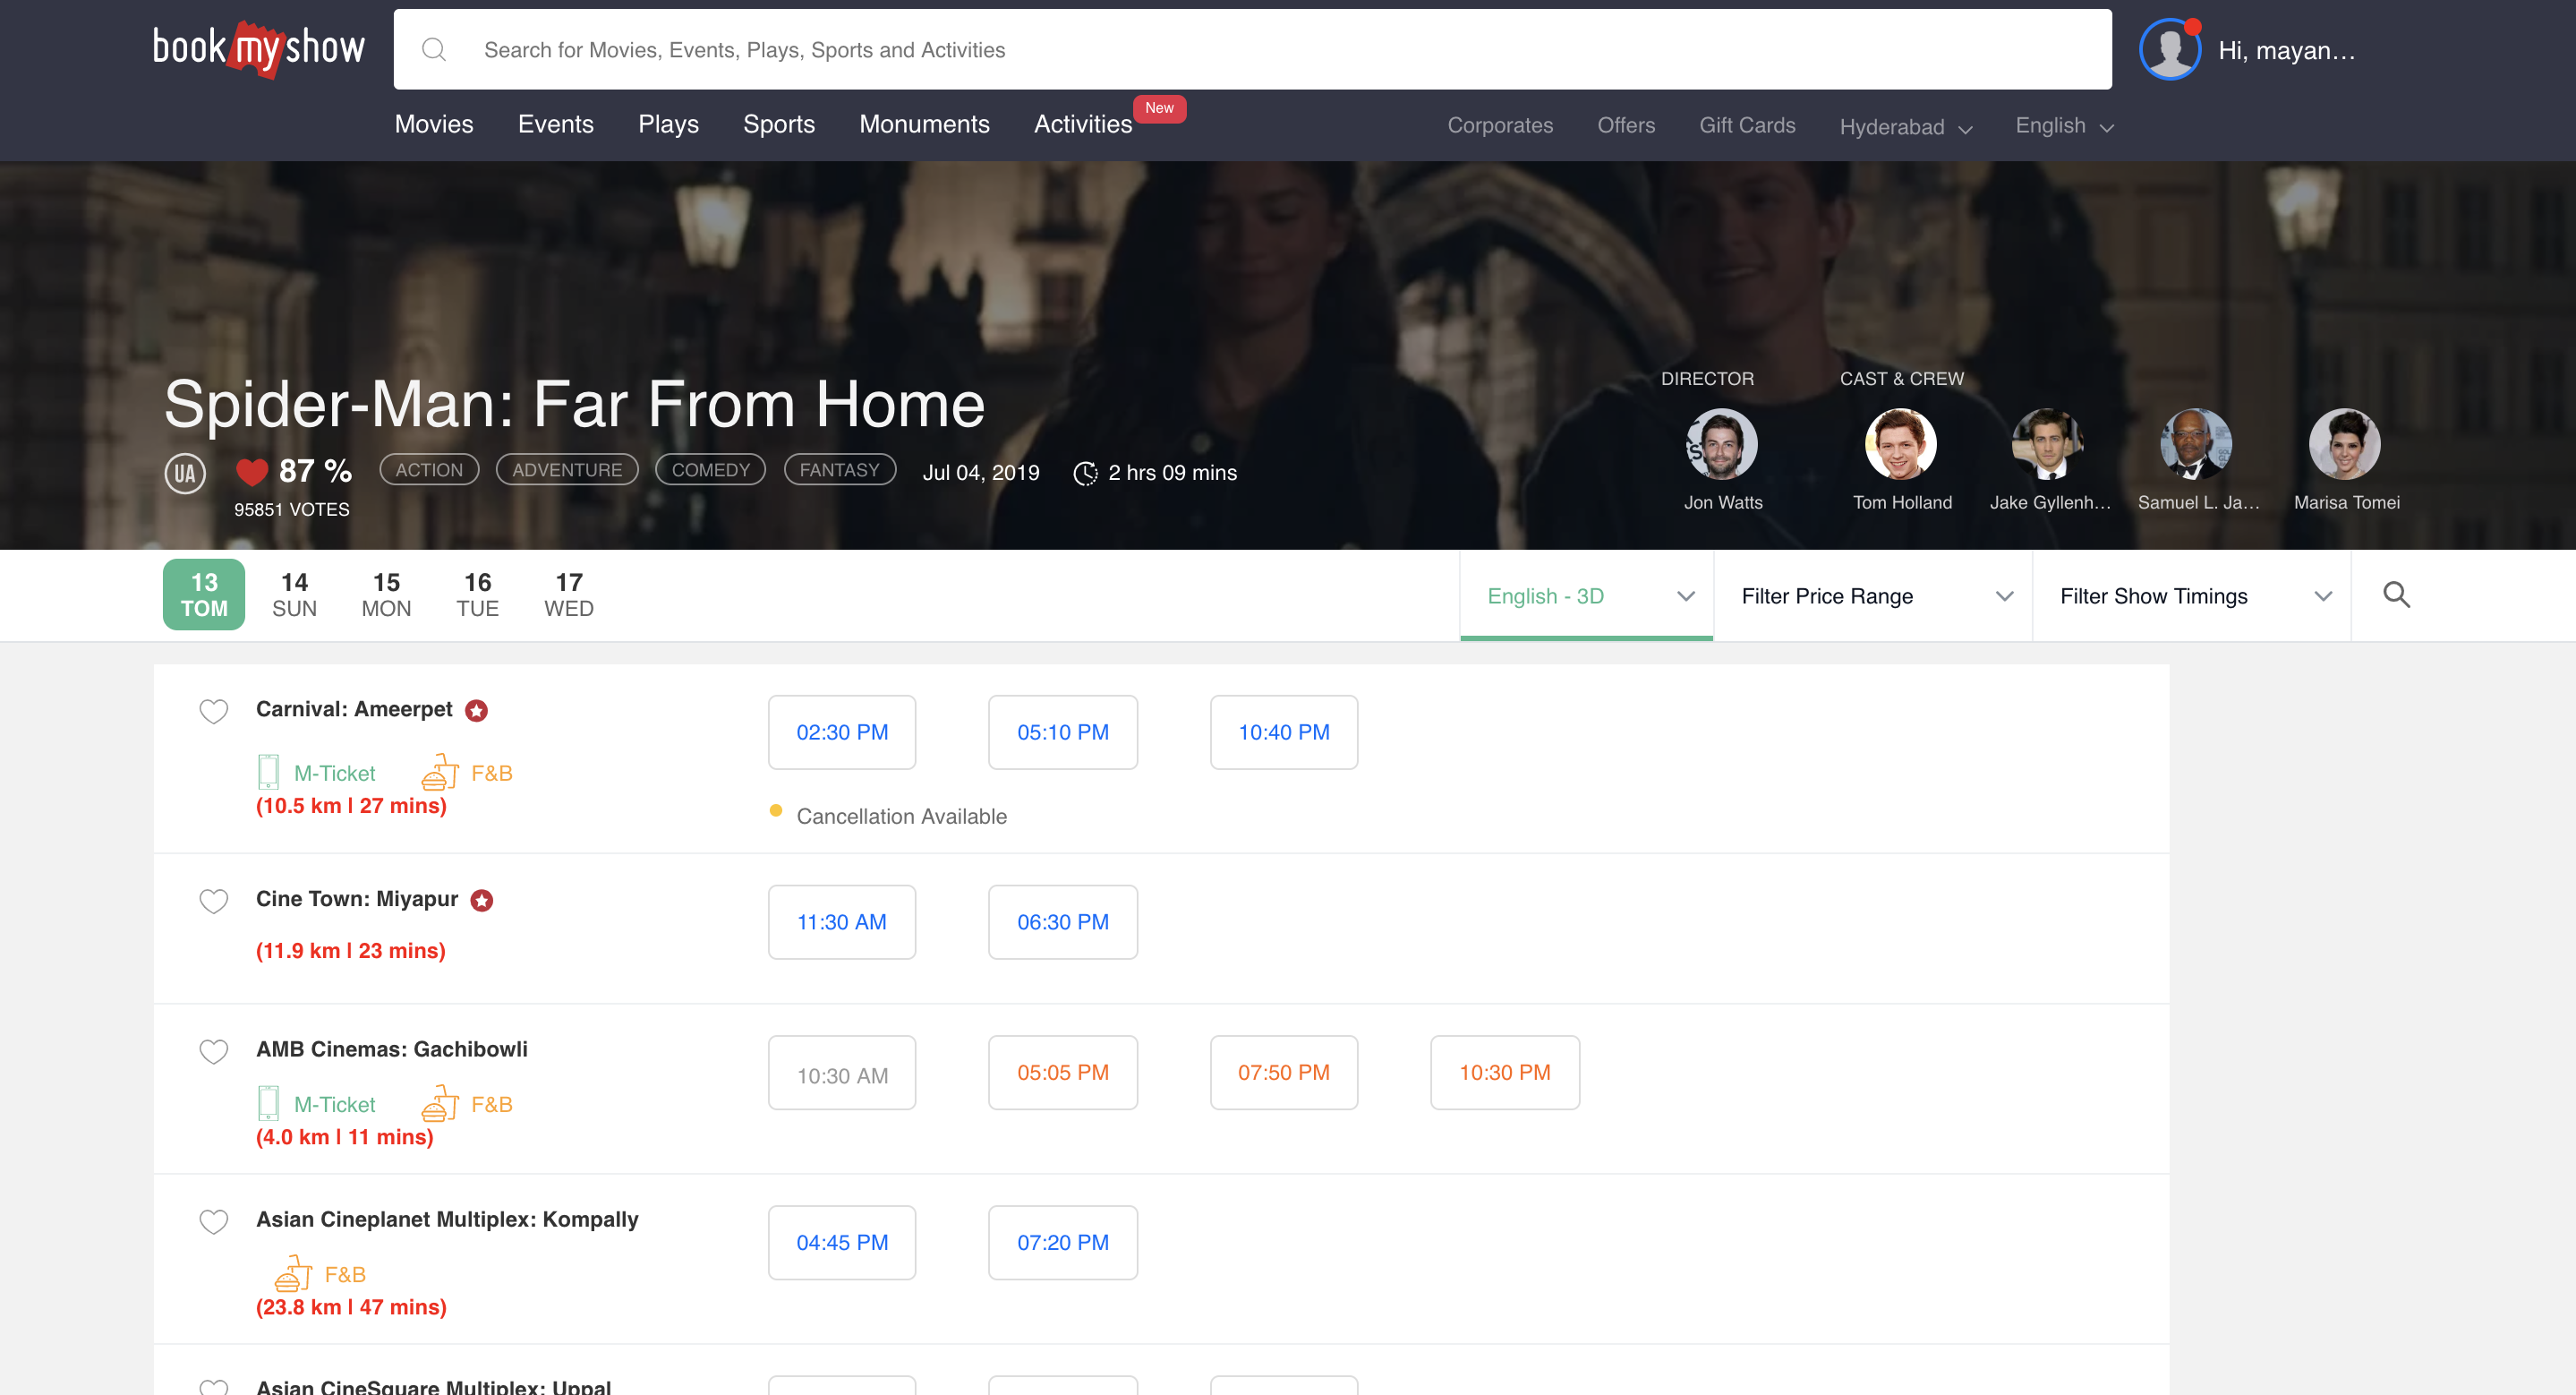 bookmyshow
Search for Movies, Events, Plays, Sports and Activities
Hi, mayan...
Movies Events Plays Sports Monuments Activities New
Corporates Offers Gift Cards Hyderabad English
DIRECTOR CAST & CREW
Spider-Man: Far From Home
UA 87 % ACTION ADVENTURE COMEDY FANTASY Jul 04, 2019 2 hrs 09 mins
95851 VOTES
Jon Watts Tom Holland Jake Gyllenh... Samuel L. Ja... Marisa Tomei
13 14 15 16 17
TOM SUN MON TUE WED
English - 3D Filter Price Range Filter Show Timings
Carnival: Ameerpet
02:30 PM 05:10 PM 10:40 PM
M-Ticket F&B
(10.5 km | 27 mins)
Cancellation Available
Cine Town: Miyapur
11:30 AM 06:30 PM
(11.9 km | 23 mins)
AMB Cinemas: Gachibowli
10:30 AM 05:05 PM 07:50 PM 10:30 PM
M-Ticket F&B
(4.0 km | 11 mins)
Asian Cineplanet Multiplex: Kompally
04:45 PM 07:20 PM
F&B
(23.8 km | 47 mins)
Asian CineSquare Multiplex: Uppal